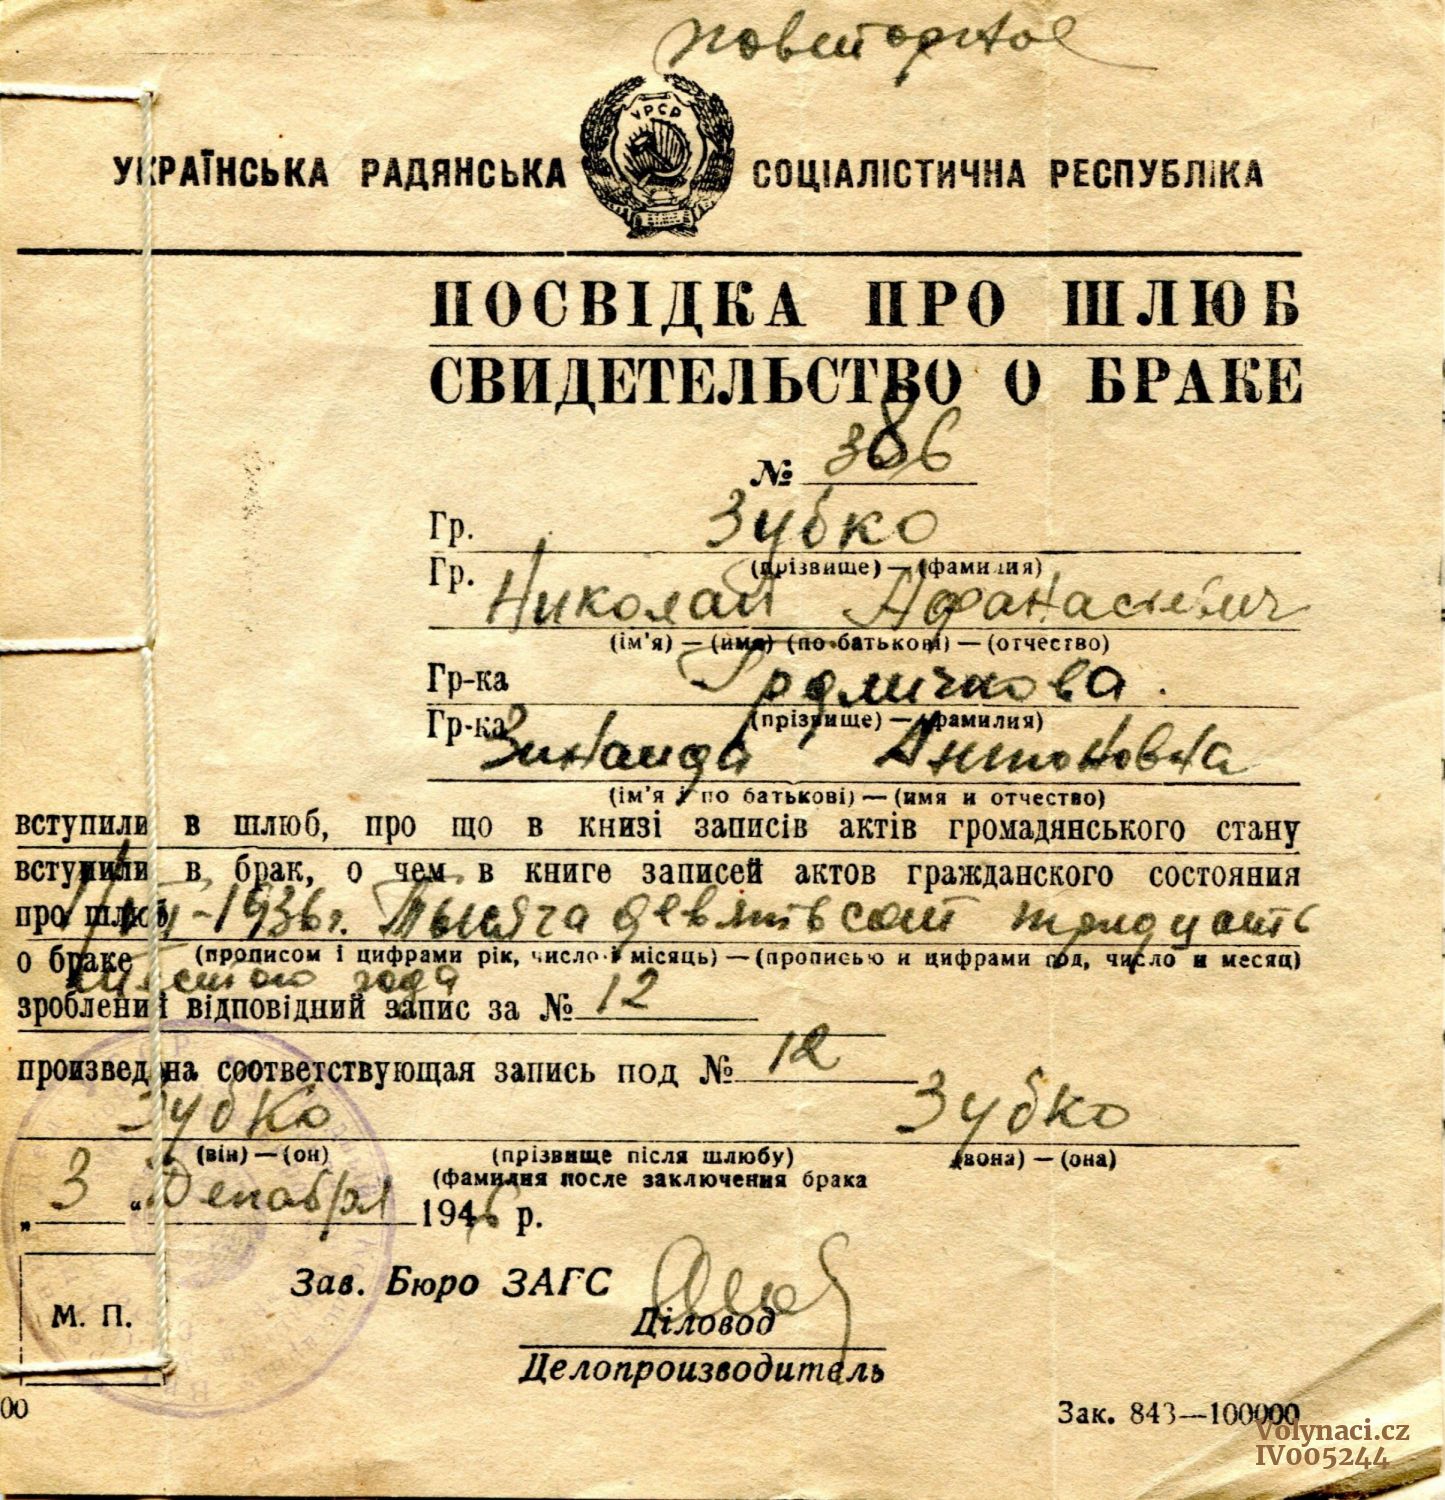 повторное
УРСР
УКРАЇНСЬКА РАДЯНСЬКА СОЦІАЛІСТИЧНА РЕСПУБЛІКА
ПОСВІДКА ПРО ШЛЮБ
СВИДЕТЕЛЬСТВО О БРАКЕ
№ 386
Гр. Зубко
(прізвище) — (фамилия)
Гр. Николай Афанасиевич
(ім'я) — (имя) (по батькові) — (отчество)
Гр-ка
(прізвище) — (фамилия)
Гр-ка Зинаида Антоновна
(ім'я і по батькові) — (имя и отчество)
вступили в шлюб, про що в книзі записів актів громадянського стану
вступили в брак, о чем в книге записей актов гражданского состояния
про шлюб -1936г. Тысяча девятьсот тридцать
о браке (прописом і цифрами рік, число і місяць) — (прописью и цифрами год, число и месяц)
шестого года
зроблений відповідний запис за № 12
произведена соответствующая запись под № 12
Зубко Зубко
(він) — (он) (прізвище після шлюбу) (вона) — (она)
(фамилия после заключения брака
„ 3 “ Декабря 1946 р.
Зав. Бюро ЗАГС
М. П.
Діловод
Делопроизводитель
00
Зак. 843—100000
Volynaci.cz
IV005244